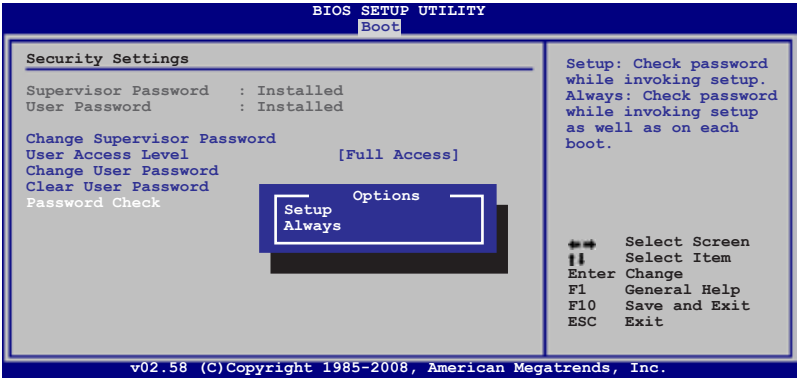 BIOS SETUP UTILITY
Boot
Security Settings
Supervisor Password : Installed
User Password : Installed
Change Supervisor Password
User Access Level [Full Access]
Change User Password
Clear User Password
Password Check
Options
Setup
Always
Setup: Check password
while invoking setup.
Always: Check password
while invoking setup
as well as on each
boot.
Select Screen
Select Item
Enter Change
F1 General Help
F10 Save and Exit
ESC Exit
v02.58 (C)Copyright 1985-2008, American Megatrends, Inc.